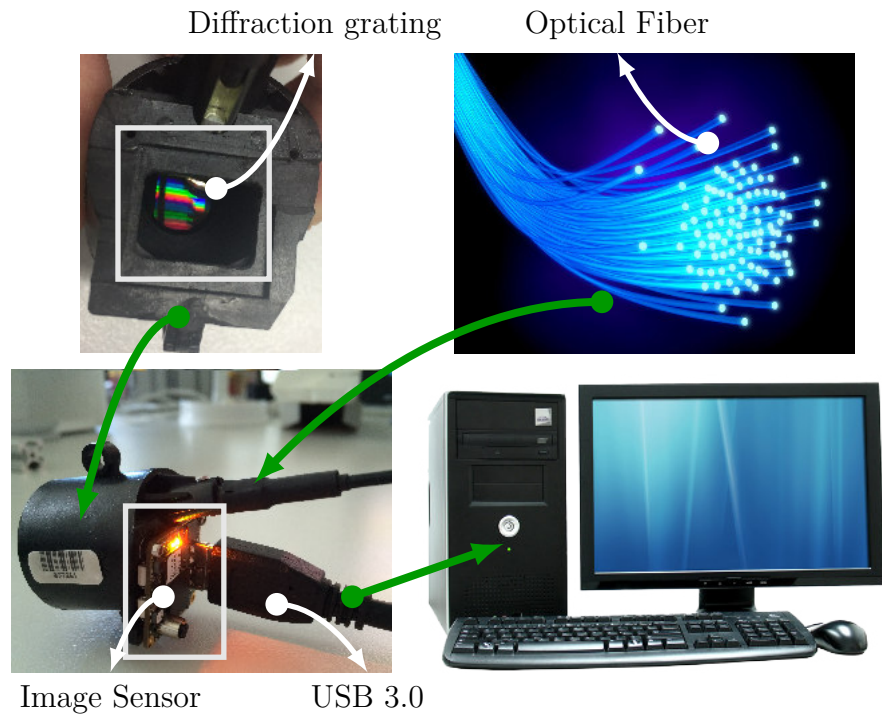 Diffraction grating
Optical Fiber
Image Sensor
USB 3.0